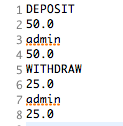 1 DEPOSIT
2 50.0
3 admin
4 50.0
5 WITHDRAW
6 25.0
7 admin
8 25.0